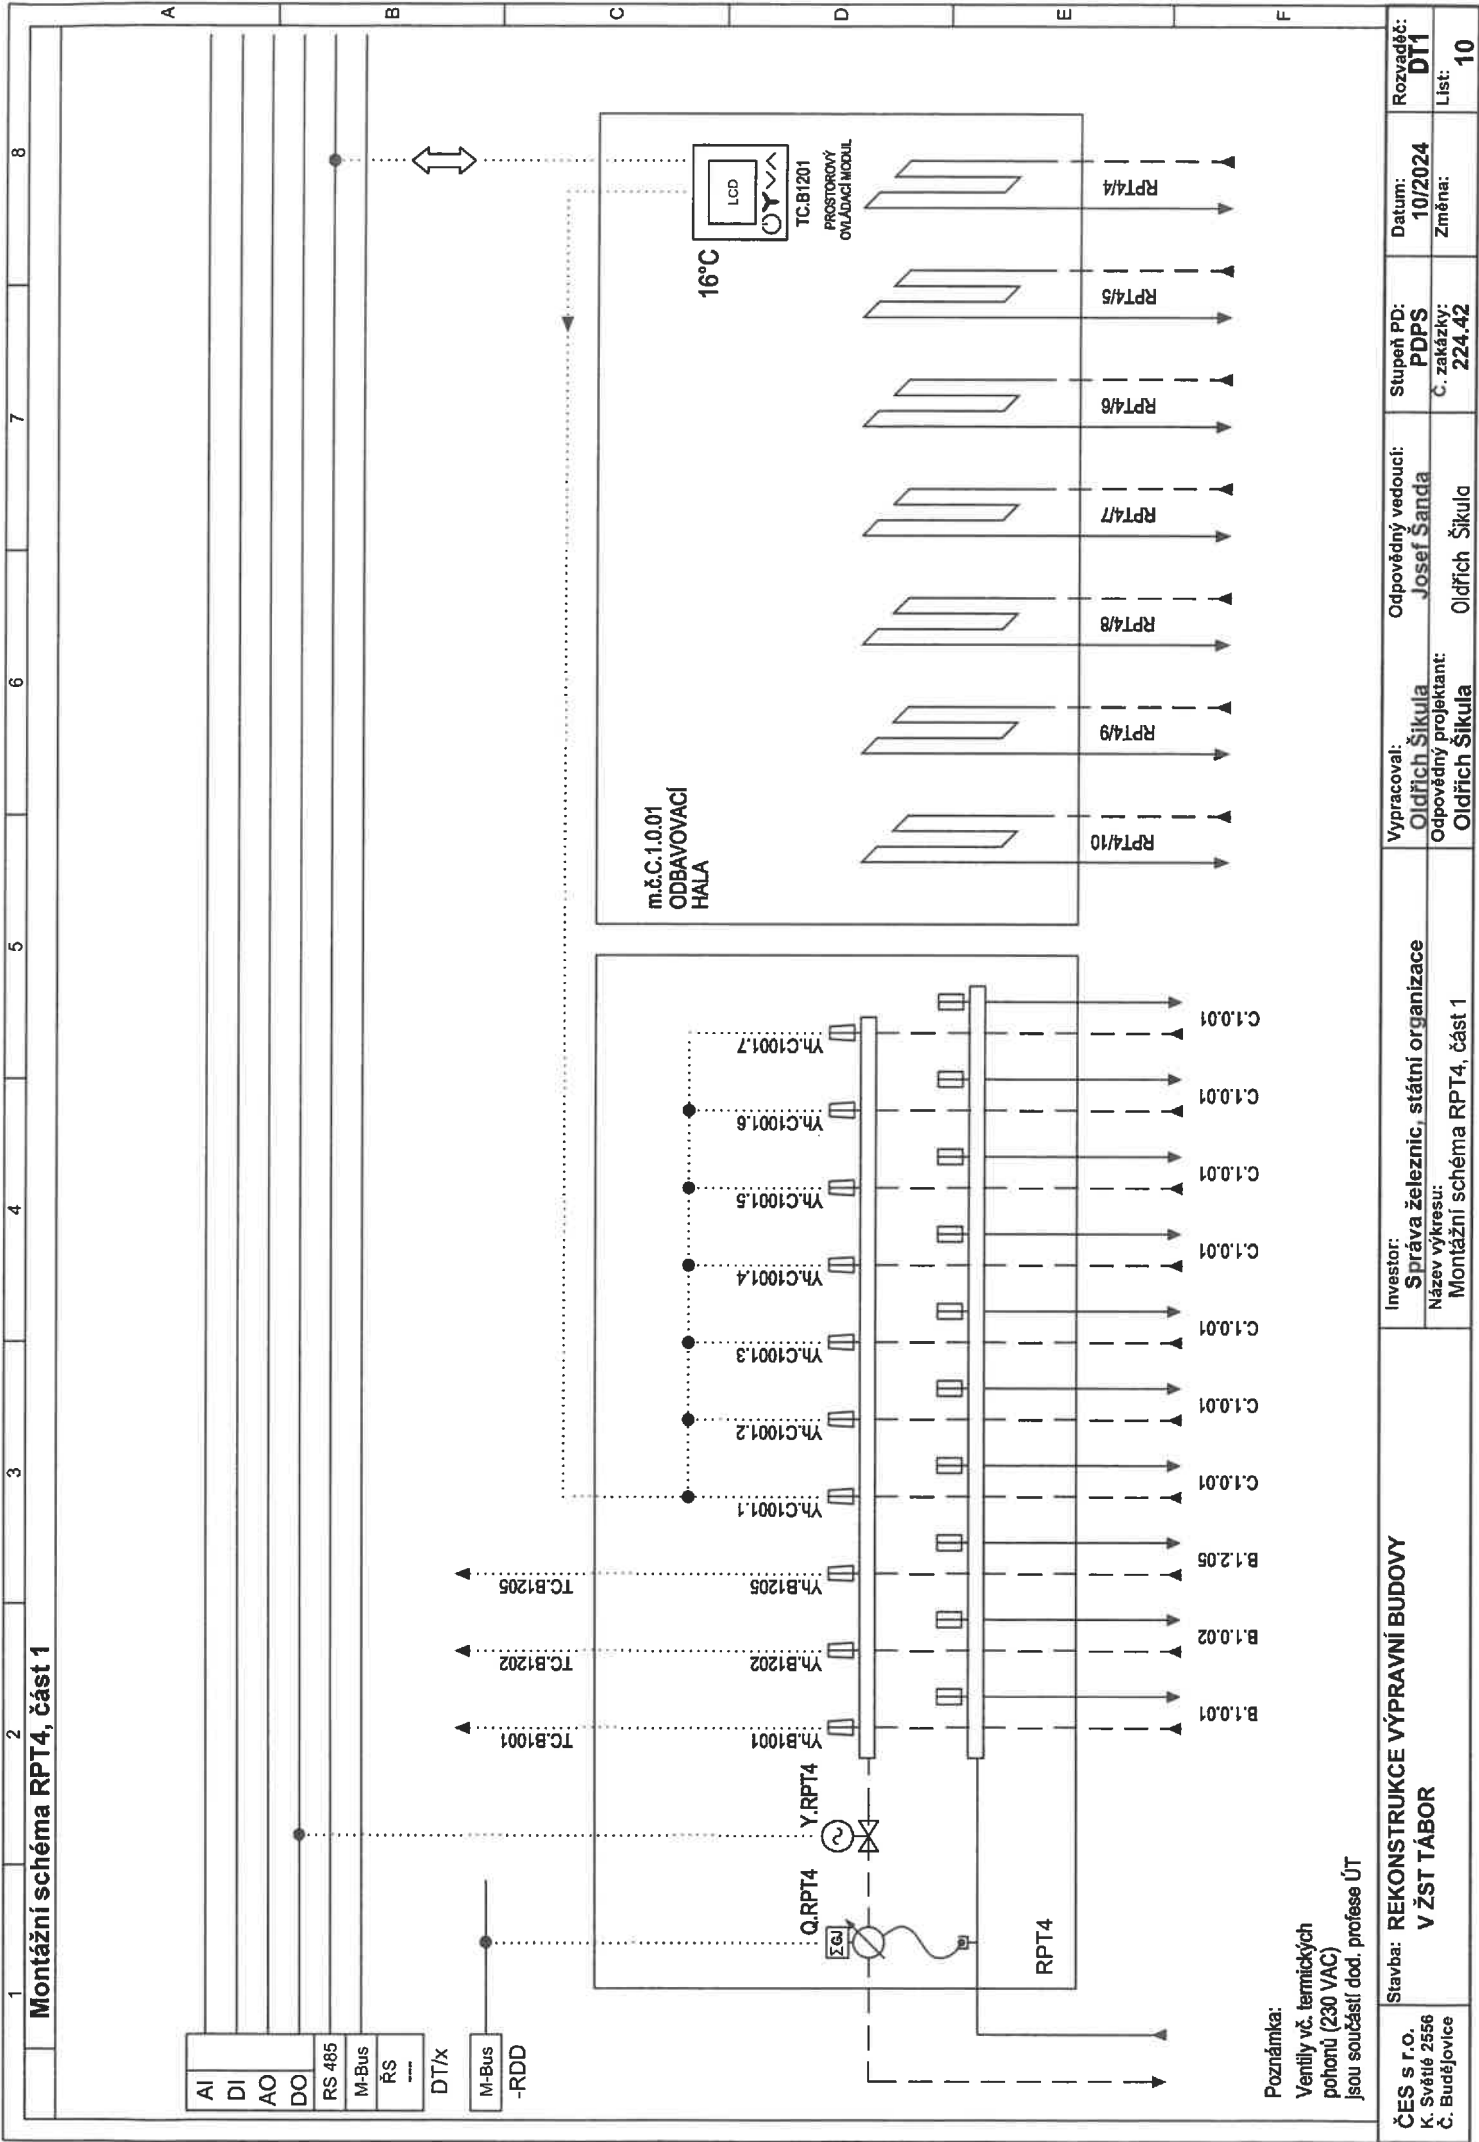 1
2
3
4
5
6
7
8
A
B
C
D
E
F
Montážní schéma RPT4, část 1
AI
DI
AO
DO
RS 485
M-Bus
ŘS
---
DT/x
M-Bus
-RDD
TC.B1001
TC.B1202
TC.B1205
Q.RPT4
ΣGJ
Y.RPT4
Yh.B1001
Yh.B1202
Yh.B1205
Yh.C1001.1
Yh.C1001.2
Yh.C1001.3
Yh.C1001.4
Yh.C1001.5
Yh.C1001.6
Yh.C1001.7
RPT4
B.1.0.01
B.1.0.02
B.1.2.05
C.1.0.01
C.1.0.01
C.1.0.01
C.1.0.01
C.1.0.01
C.1.0.01
C.1.0.01
m.č.C.1.0.01
ODBAVOVACÍ
HALA
16°C
LCD
TC.B1201
PROSTOROVÝ
OVLÁDACÍ MODUL
RPT4/10
RPT4/9
RPT4/8
RPT4/7
RPT4/6
RPT4/5
RPT4/4
Poznámka:
Ventily vč. termických
pohonů (230 VAC)
jsou součástí dod. profese ÚT
ČES s r.o.
K. Světlé 2556
Č. Budějovice
Stavba: REKONSTRUKCE VÝPRAVNÍ BUDOVY
V ŽST TÁBOR
Investor:
Správa železnic, státní organizace
Název výkresu:
Montážní schéma RPT4, část 1
Vypracoval:
Oldřich Šikula
Odpovědný projektant:
Oldřich Šikula
Odpovědný vedoucí:
Josef Šanda
Oldřich Šikula
Stupeň PD:
PDPS
Č. zakázky:
224.42
Datum:
10/2024
Změna:
Rozvaděč:
DT1
List:
10